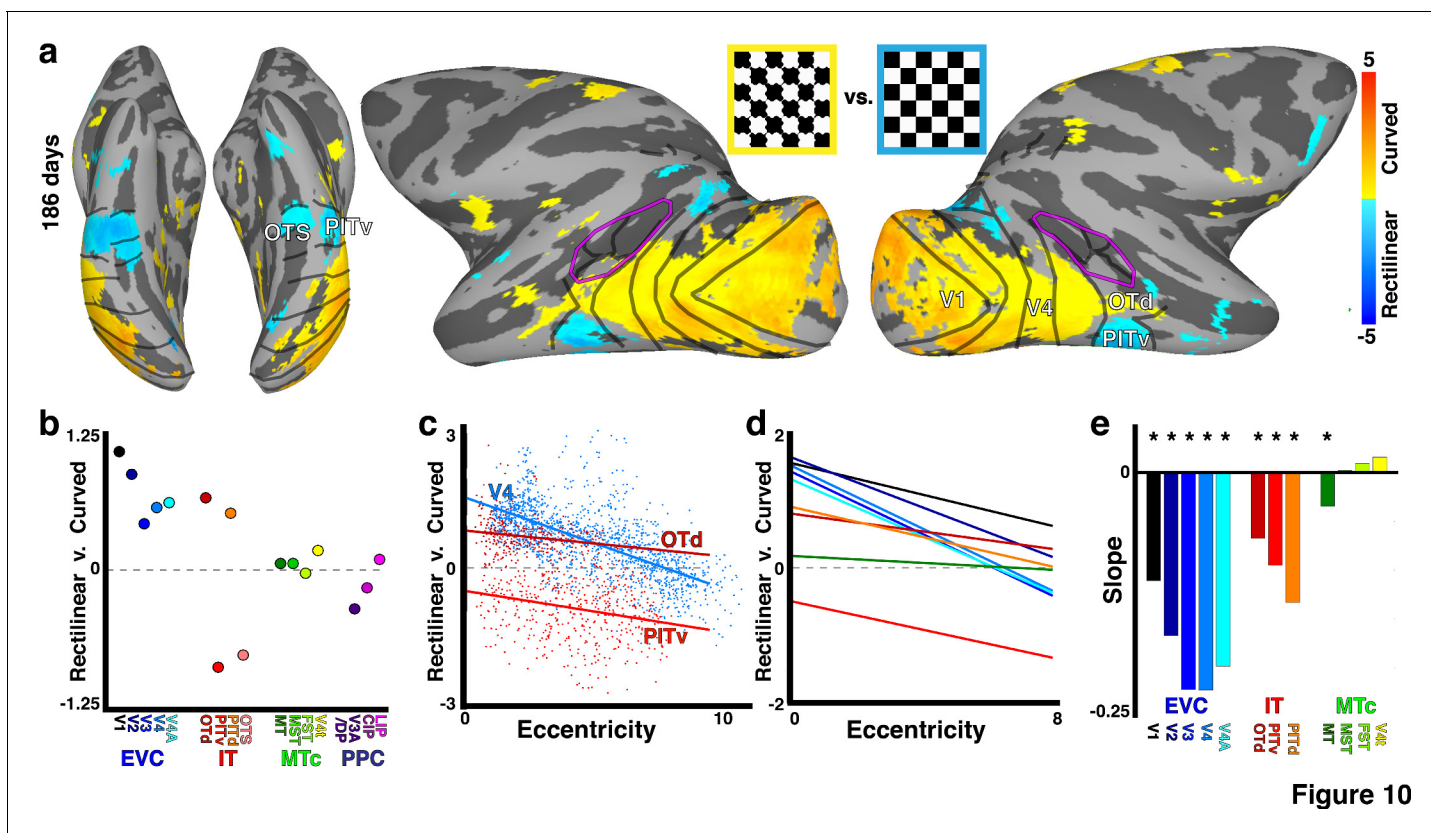 a
186 days
OTS PITv
vs.
V1 V4 OTd
PITv
5
Rectilinear Curved
-5
b
1.25
0
-1.25
Rectilinear v. Curved
V1 V2 V3 V4 V4A OTd PITv PITd OTS MT MST FST V4t V3A/DP CIP LIP
EVC IT MTc PPC
c
3
0
-3
Rectilinear v. Curved
V4
OTd
PITv
0 10
Eccentricity
d
2
0
-2
Rectilinear v. Curved
0 8
Eccentricity
e
* * * * * * * * *
0
-0.25
Slope
EVC IT MTc
V1 V2 V3 V4 V4A OTd PITv PITd MT MST FST V4t
Figure 10